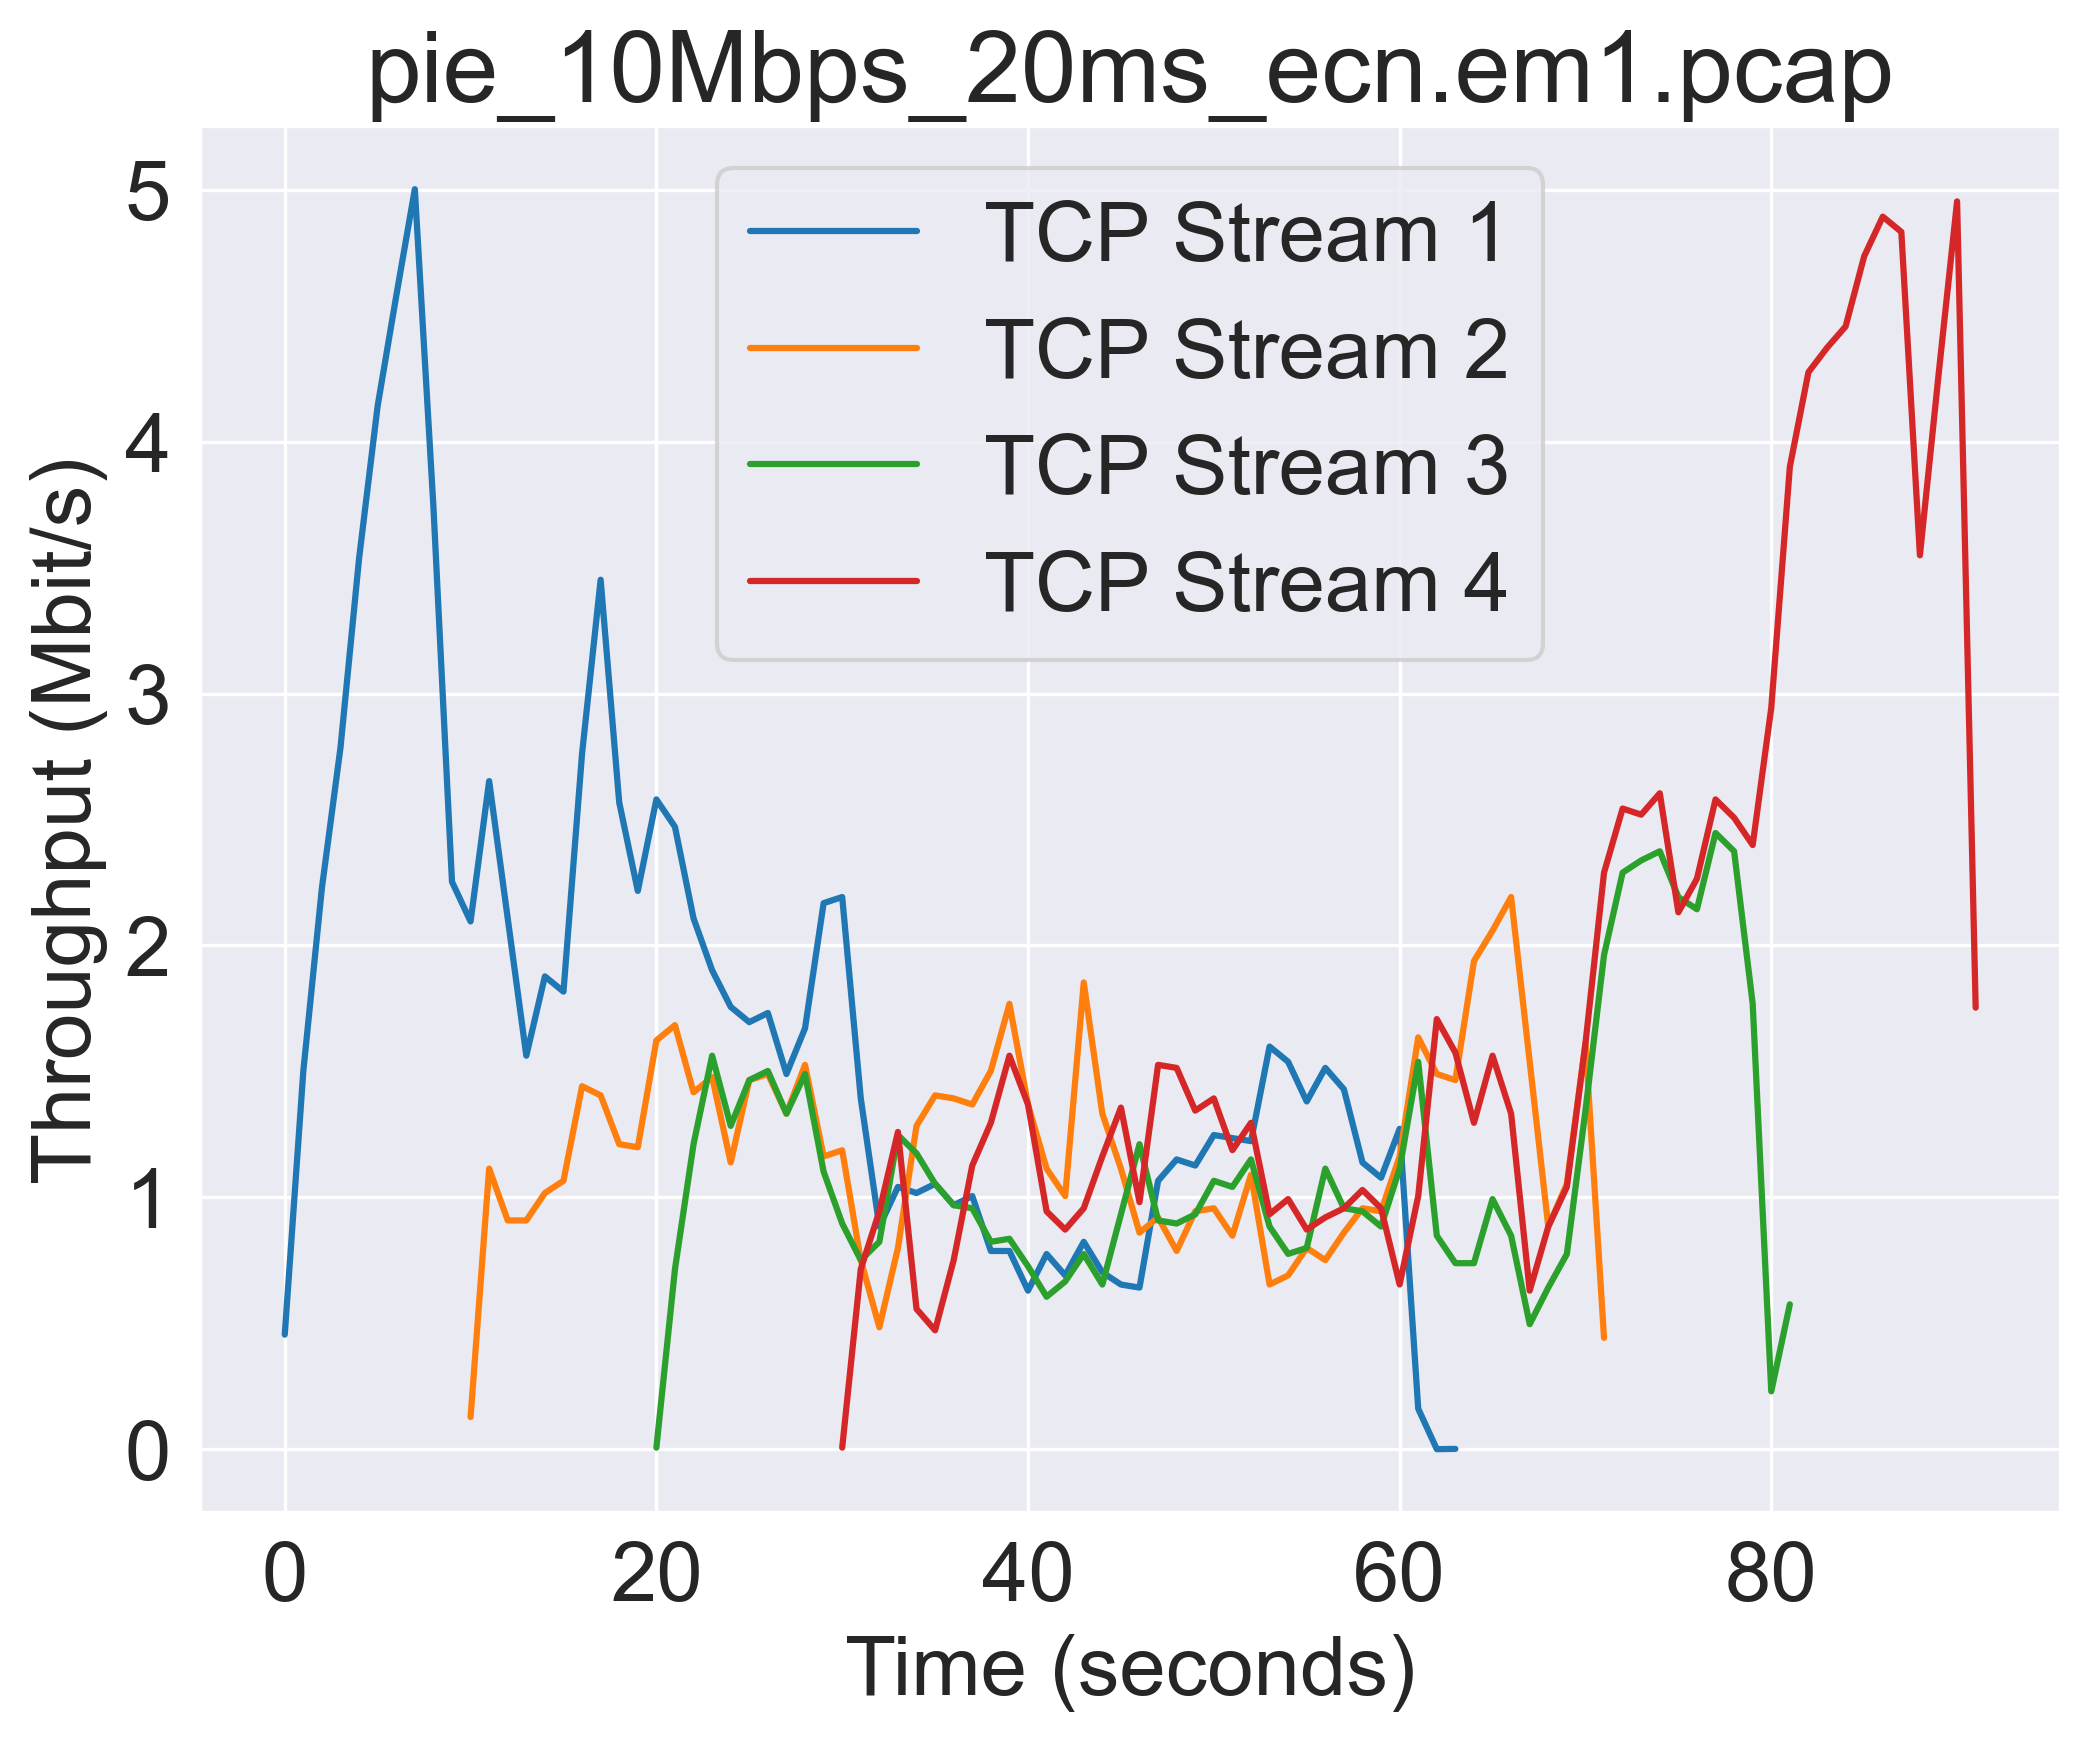 pie_10Mbps_20ms_ecn.em1.pcap
TCP Stream 1
TCP Stream 2
TCP Stream 3
TCP Stream 4
Throughput (Mbit/s)
5
4
3
2
1
0
0 20 40 60 80
Time (seconds)